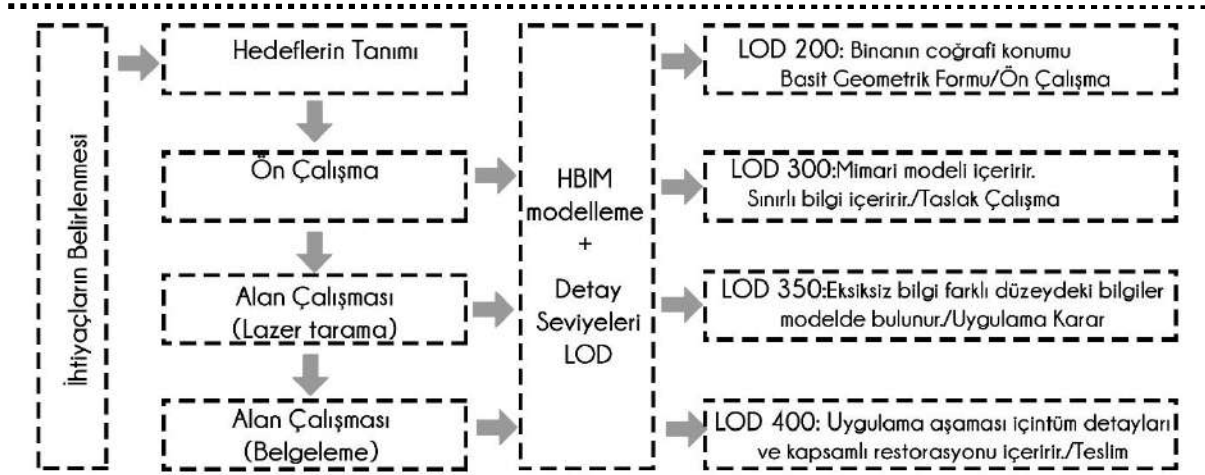 İhtiyaçların Belirlenmesi
Hedeflerin Tanımı
Ön Çalışma
Alan Çalışması
(Lazer tarama)
Alan Çalışması
(Belgeleme)
HBIM
modelleme
+
Detay
Seviyeleri
LOD
LOD 200: Binanın coğrafi konumu
Basit Geometrik Formu/Ön Çalışma
LOD 300:Mimari modeli içeririr.
Sınırlı bilgi içeririr./Taslak Çalışma
LOD 350:Eksiksiz bilgi farklı düzeydeki bilgiler
modelde bulunur./Uygulama Karar
LOD 400: Uygulama aşaması içintüm detayları
ve kapsamlı restorasyonu içeririr./Teslim